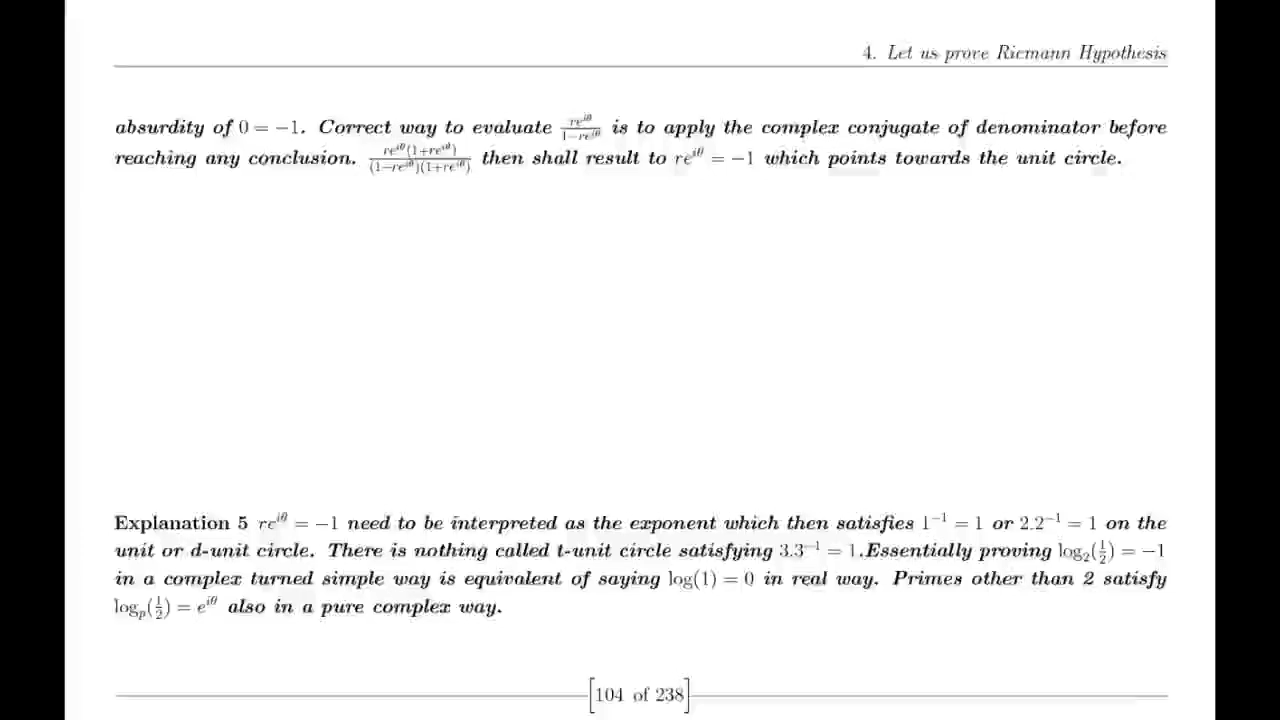 4. Let us prove Riemann Hypothesis
absurdity of 0 = −1. Correct way to evaluate re^{iθ}/(1−re^{iθ}) is to apply the complex conjugate of denominator before
reaching any conclusion. re^{iθ}(1+re^{iθ})/((1−re^{iθ})(1+re^{iθ})) then shall result to re^{iθ} = −1 which points towards the unit circle.
Explanation 5 re^{iθ} = −1 need to be interpreted as the exponent which then satisfies 1^{−1} = 1 or 2.2^{−1} = 1 on the
unit or d-unit circle. There is nothing called t-unit circle satisfying 3.3^{−1} = 1.Essentially proving log_2(1/2) = −1
in a complex turned simple way is equivalent of saying log(1) = 0 in real way. Primes other than 2 satisfy
log_p(1/2) = e^{iθ} also in a pure complex way.
[104 of 238]